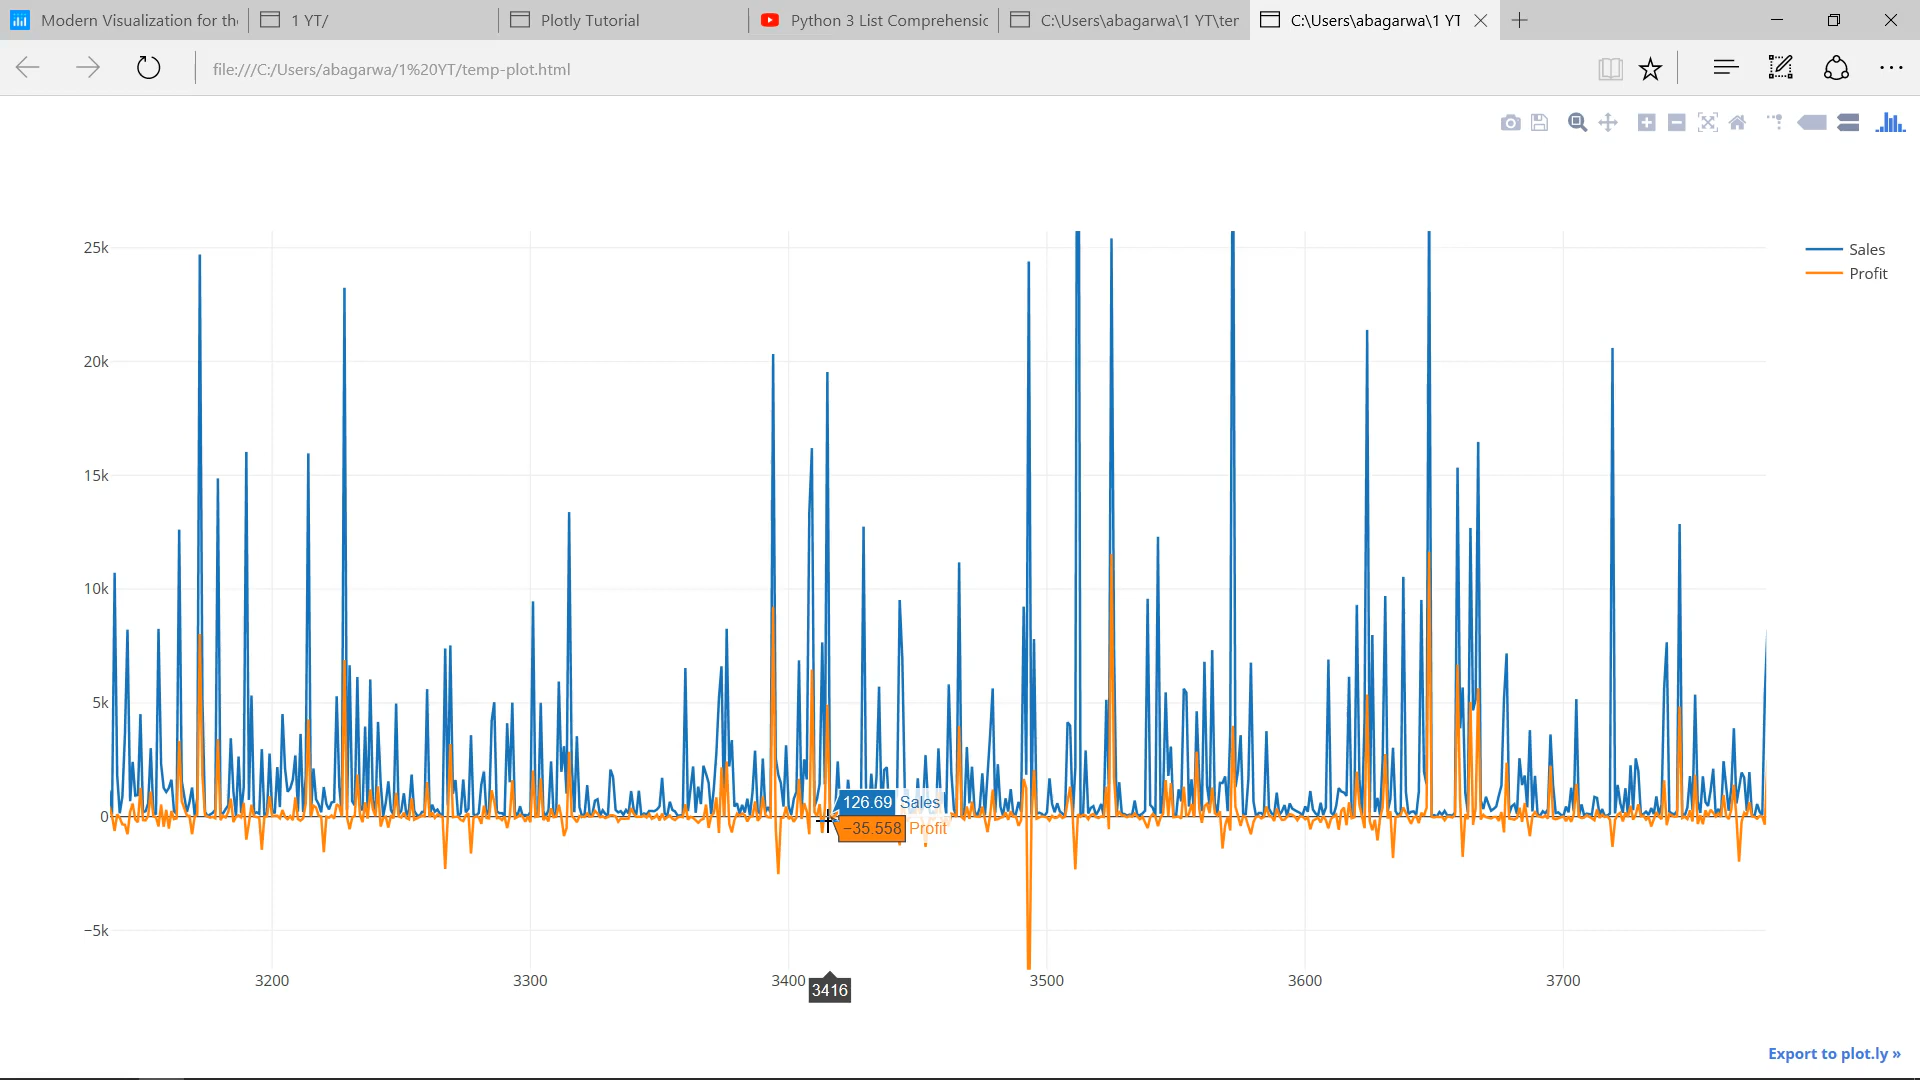 Modern Visualization for th
1 YT/
Plotly Tutorial
Python 3 List Comprehensic
C:\Users\abagarwa\1 YT\ter
C:\Users\abagarwa\1 YT
file:///C:/Users/abagarwa/1%20YT/temp-plot.html
Sales
Profit
25k
20k
15k
10k
5k
0
−5k
126.69 Sales
−35.558 Profit
3200
3300
3400
3500
3600
3700
3416
Export to plot.ly »